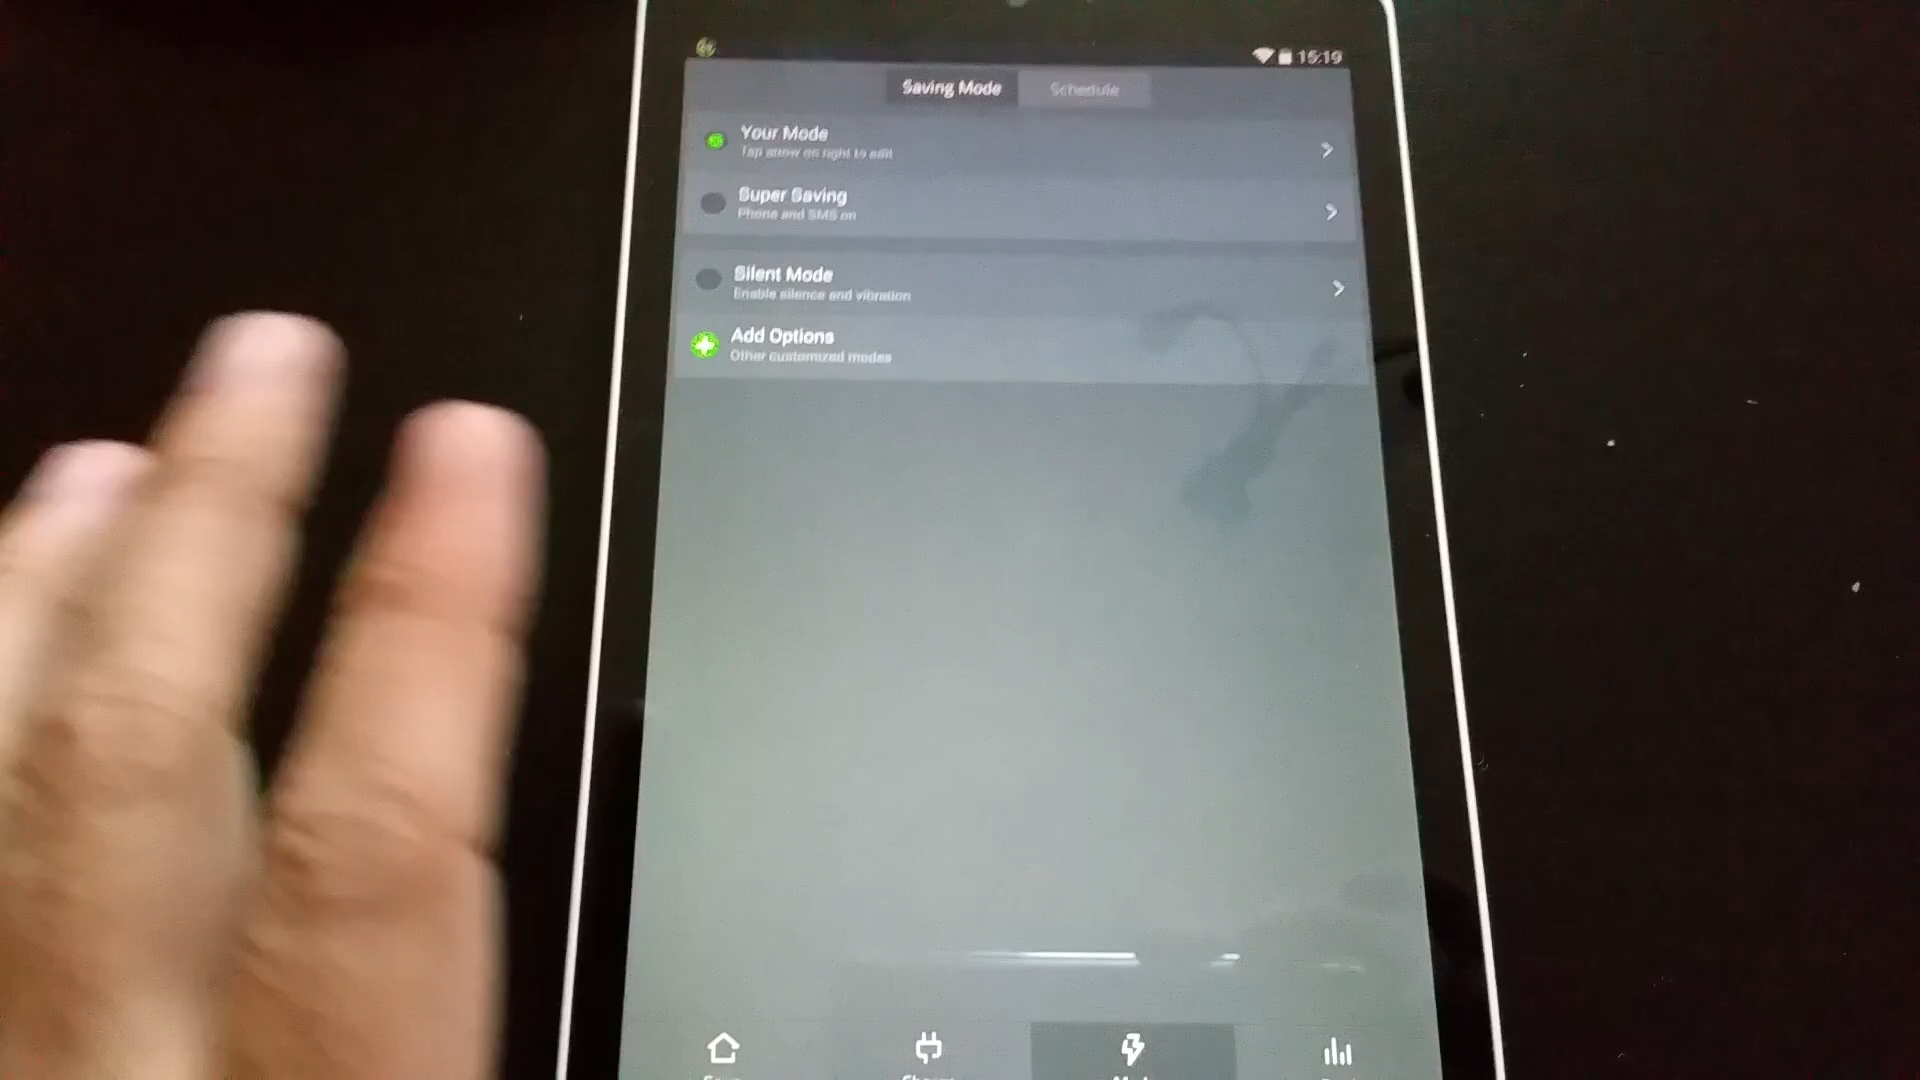 15:19
Saving Mode
Schedule
Your Mode
Tap arrow on right to edit
Super Saving
Phone and SMS on
Silent Mode
Enable silence and vibration
Add Options
Other customized modes